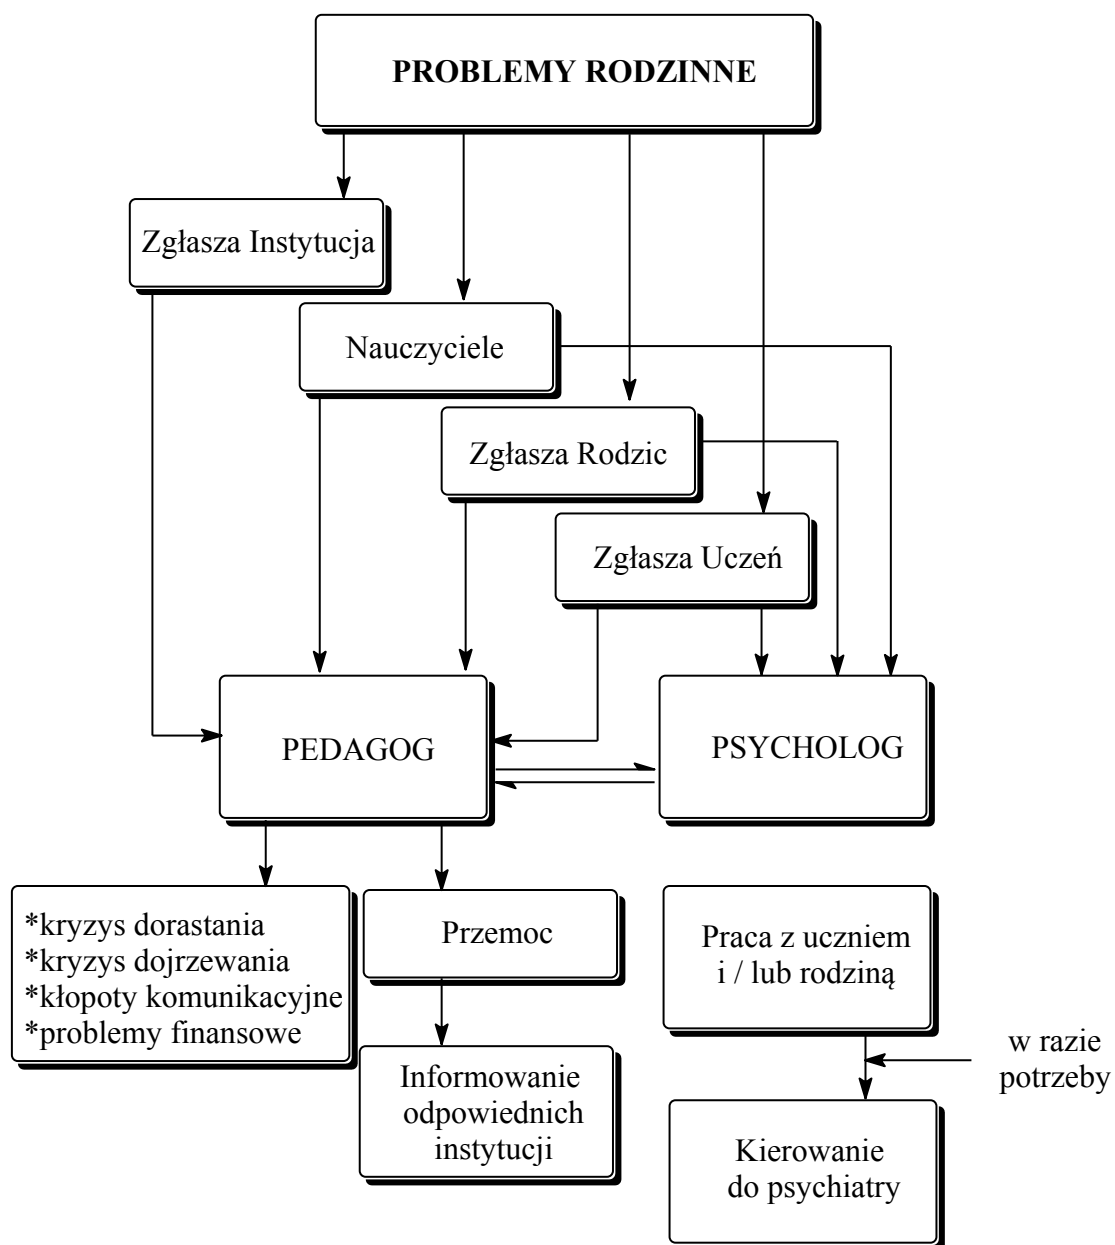 PROBLEMY RODZINNE
Zgłasza Instytucja
Nauczyciele
Zgłasza Rodzic
Zgłasza Uczeń
PEDAGOG
PSYCHOLOG
*kryzys dorastania
*kryzys dojrzewania
*kłopoty komunikacyjne
*problemy finansowe
Przemoc
Praca z uczniem
i / lub rodziną
w razie
potrzeby
Informowanie
odpowiednich
instytucji
Kierowanie
do psychiatry